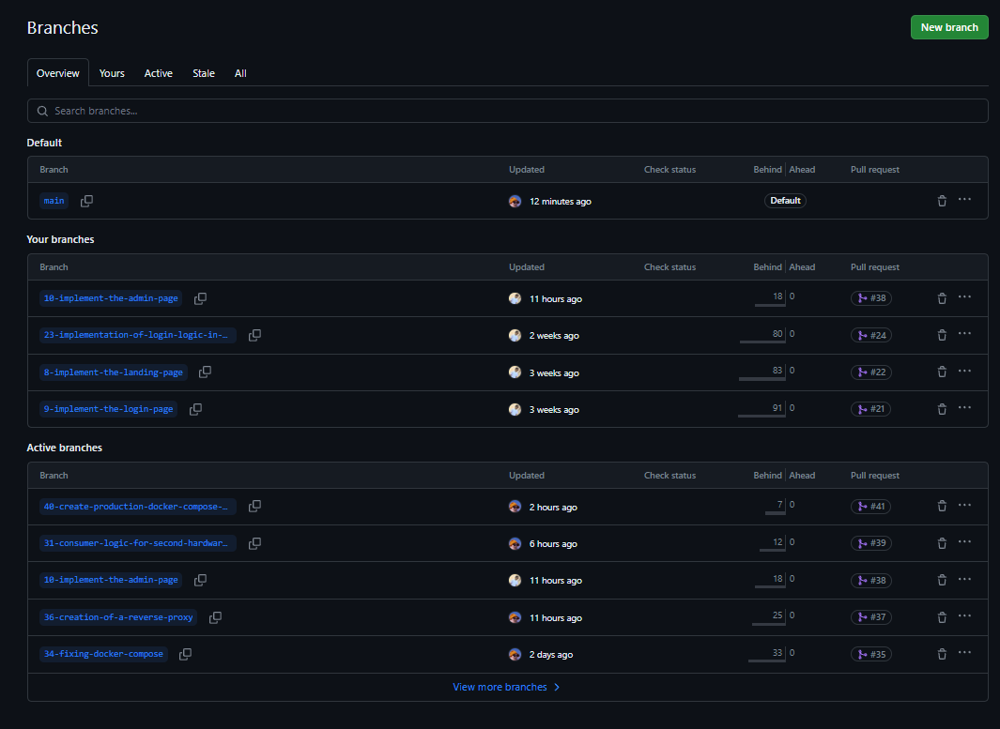 Branches
New branch
Overview Yours Active Stale All
Search branches...
Default
Branch Updated Check status Behind Ahead Pull request
main 12 minutes ago Default
Your branches
Branch Updated Check status Behind Ahead Pull request
10-implement-the-admin-page 11 hours ago 18 0 #38
23-implementation-of-login-logic-in-… 2 weeks ago 80 0 #24
8-implement-the-landing-page 3 weeks ago 83 0 #22
9-implement-the-login-page 3 weeks ago 91 0 #21
Active branches
Branch Updated Check status Behind Ahead Pull request
40-create-production-docker-compose-… 2 hours ago 7 0 #41
31-consumer-logic-for-second-hardwar… 6 hours ago 12 0 #39
10-implement-the-admin-page 11 hours ago 18 0 #38
36-creation-of-a-reverse-proxy 11 hours ago 25 0 #37
34-fixing-docker-compose 2 days ago 33 0 #35
View more branches